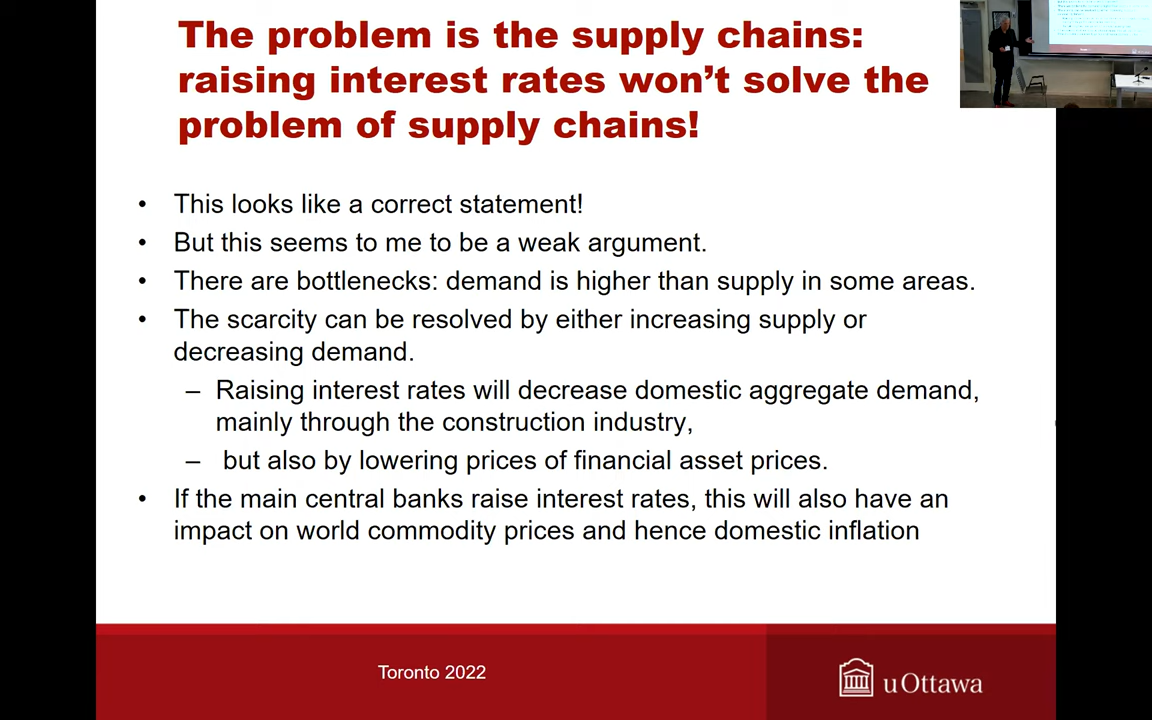 The problem is the supply chains:
raising interest rates won’t solve the
problem of supply chains!
• This looks like a correct statement!
• But this seems to me to be a weak argument.
• There are bottlenecks: demand is higher than supply in some areas.
• The scarcity can be resolved by either increasing supply or
decreasing demand.
– Raising interest rates will decrease domestic aggregate demand,
mainly through the construction industry,
– but also by lowering prices of financial asset prices.
• If the main central banks raise interest rates, this will also have an
impact on world commodity prices and hence domestic inflation
Toronto 2022
uOttawa